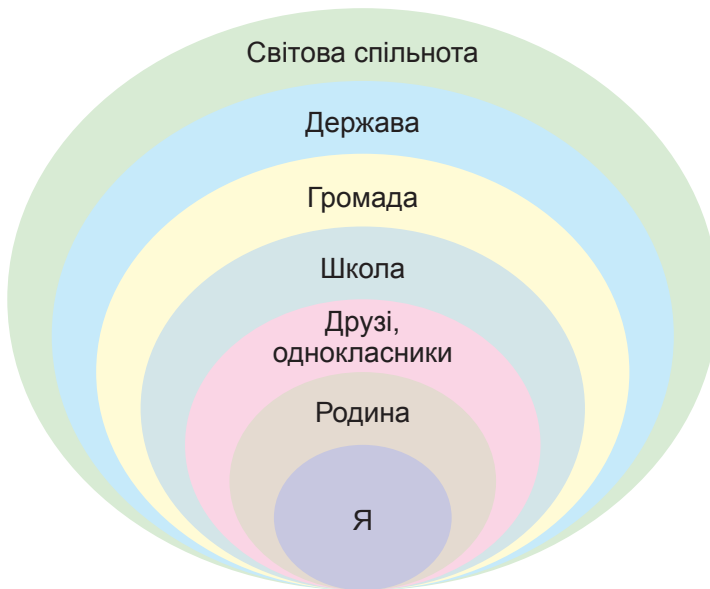 Світова спільнота
Держава
Громада
Школа
Друзі,
однокласники
Родина
Я